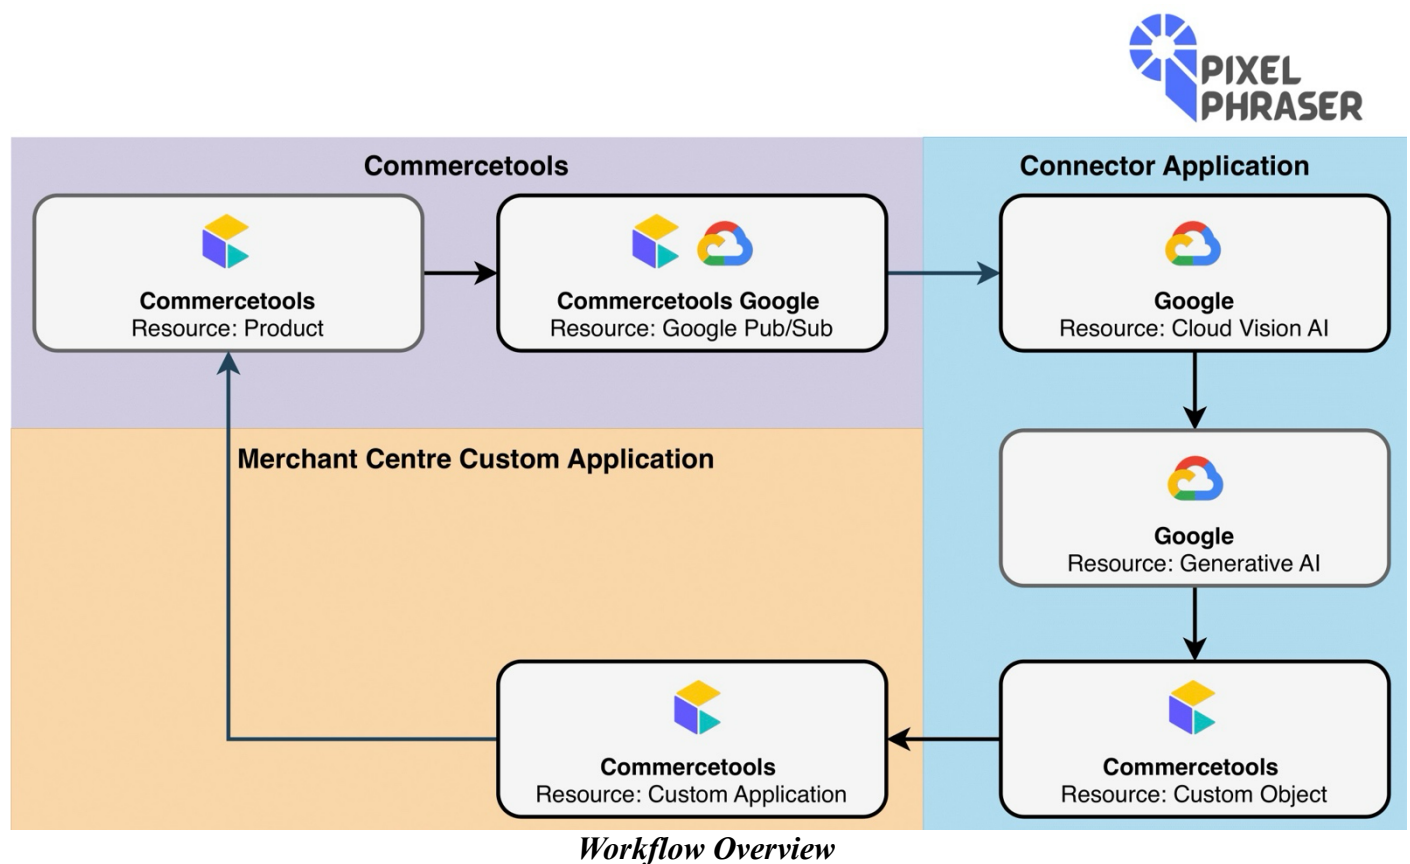 PIXEL
PHRASER
Commercetools
Connector Application
Commercetools
Resource: Product
Commercetools Google
Resource: Google Pub/Sub
Google
Resource: Cloud Vision AI
Merchant Centre Custom Application
Google
Resource: Generative AI
Commercetools
Resource: Custom Application
Commercetools
Resource: Custom Object
Workflow Overview